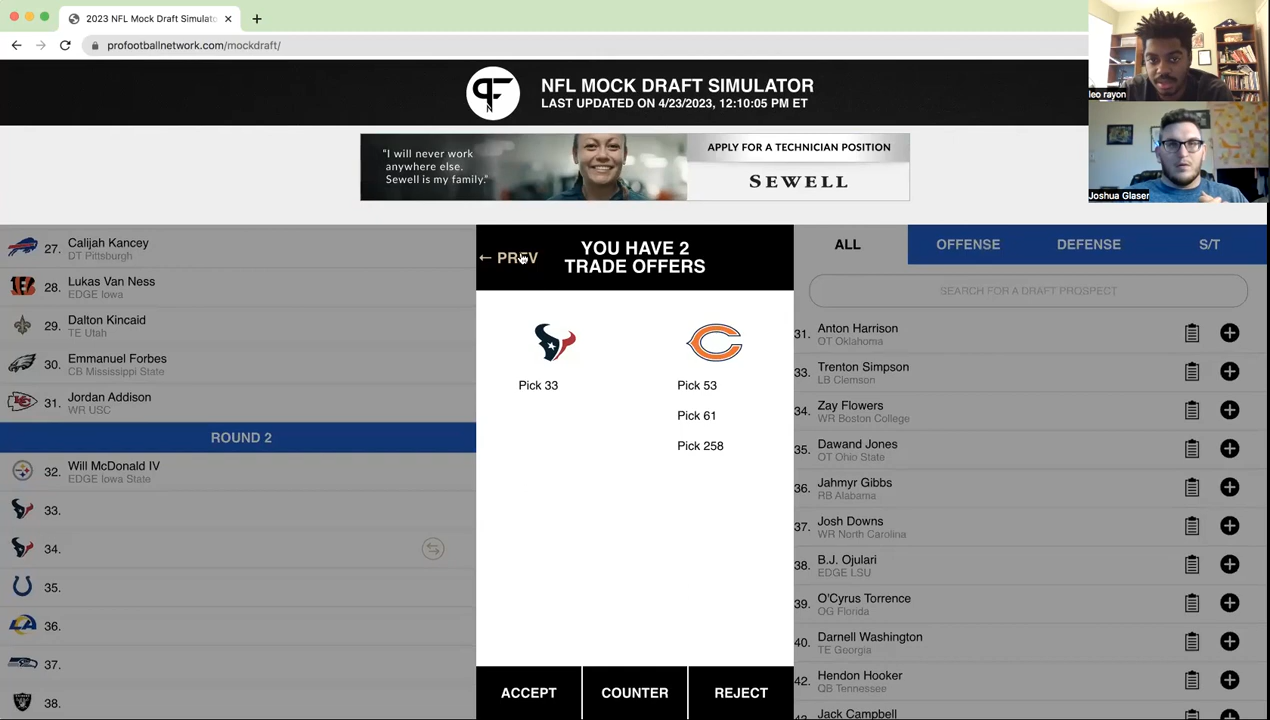 2023 NFL Mock Draft Simulato
profootballnetwork.com/mockdraft/
leo rayon
Joshua Glaser
PF
N
NFL MOCK DRAFT SIMULATOR
LAST UPDATED ON 4/23/2023, 12:10:05 PM ET
“I will never work
anywhere else.
Sewell is my family.”
APPLY FOR A TECHNICIAN POSITION
SEWELL
27. Calijah Kancey
DT Pittsburgh
28. Lukas Van Ness
EDGE Iowa
29. Dalton Kincaid
TE Utah
30. Emmanuel Forbes
CB Mississippi State
31. Jordan Addison
WR USC
ROUND 2
32. Will McDonald IV
EDGE Iowa State
33.
34.
35.
36.
37.
38.
← PREV
YOU HAVE 2
TRADE OFFERS
Pick 33
Pick 53
Pick 61
Pick 258
ACCEPT COUNTER REJECT
ALL OFFENSE DEFENSE S/T
SEARCH FOR A DRAFT PROSPECT
31. Anton Harrison
OT Oklahoma
33. Trenton Simpson
LB Clemson
34. Zay Flowers
WR Boston College
35. Dawand Jones
OT Ohio State
36. Jahmyr Gibbs
RB Alabama
37. Josh Downs
WR North Carolina
38. B.J. Ojulari
EDGE LSU
39. O'Cyrus Torrence
OG Florida
40. Darnell Washington
TE Georgia
42. Hendon Hooker
QB Tennessee
Jack Campbell